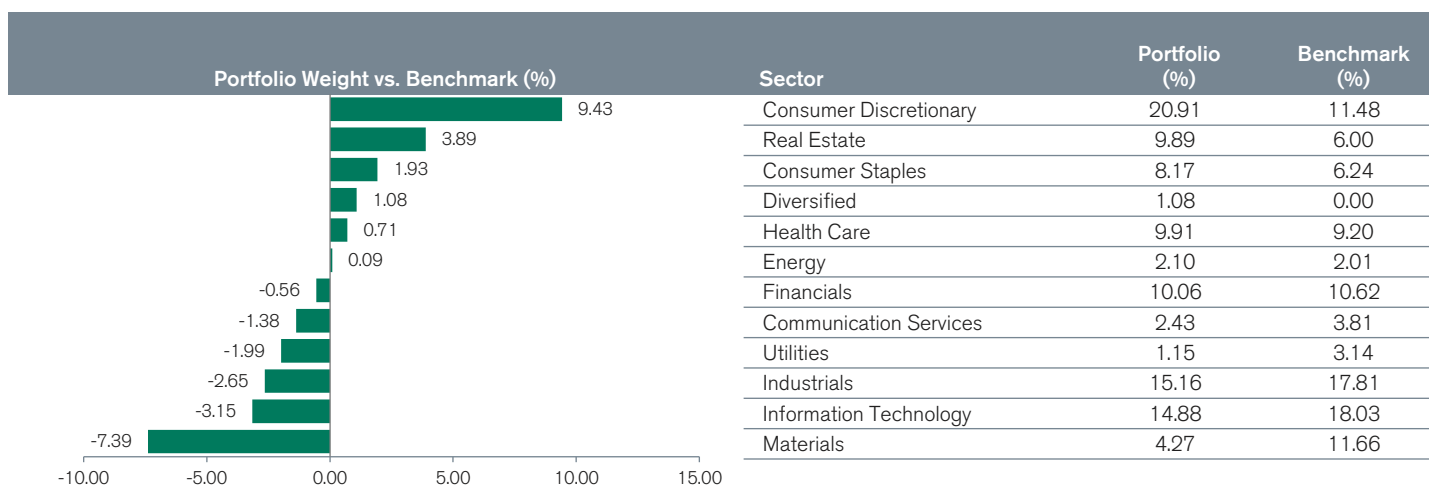 Portfolio Weight vs. Benchmark (%) Sector Portfolio (%) Benchmark (%)
9.43 Consumer Discretionary 20.91 11.48
3.89 Real Estate 9.89 6.00
1.93 Consumer Staples 8.17 6.24
1.08 Diversified 1.08 0.00
0.71 Health Care 9.91 9.20
0.09 Energy 2.10 2.01
-0.56 Financials 10.06 10.62
-1.38 Communication Services 2.43 3.81
-1.99 Utilities 1.15 3.14
-2.65 Industrials 15.16 17.81
-3.15 Information Technology 14.88 18.03
-7.39 Materials 4.27 11.66
-10.00 -5.00 0.00 5.00 10.00 15.00